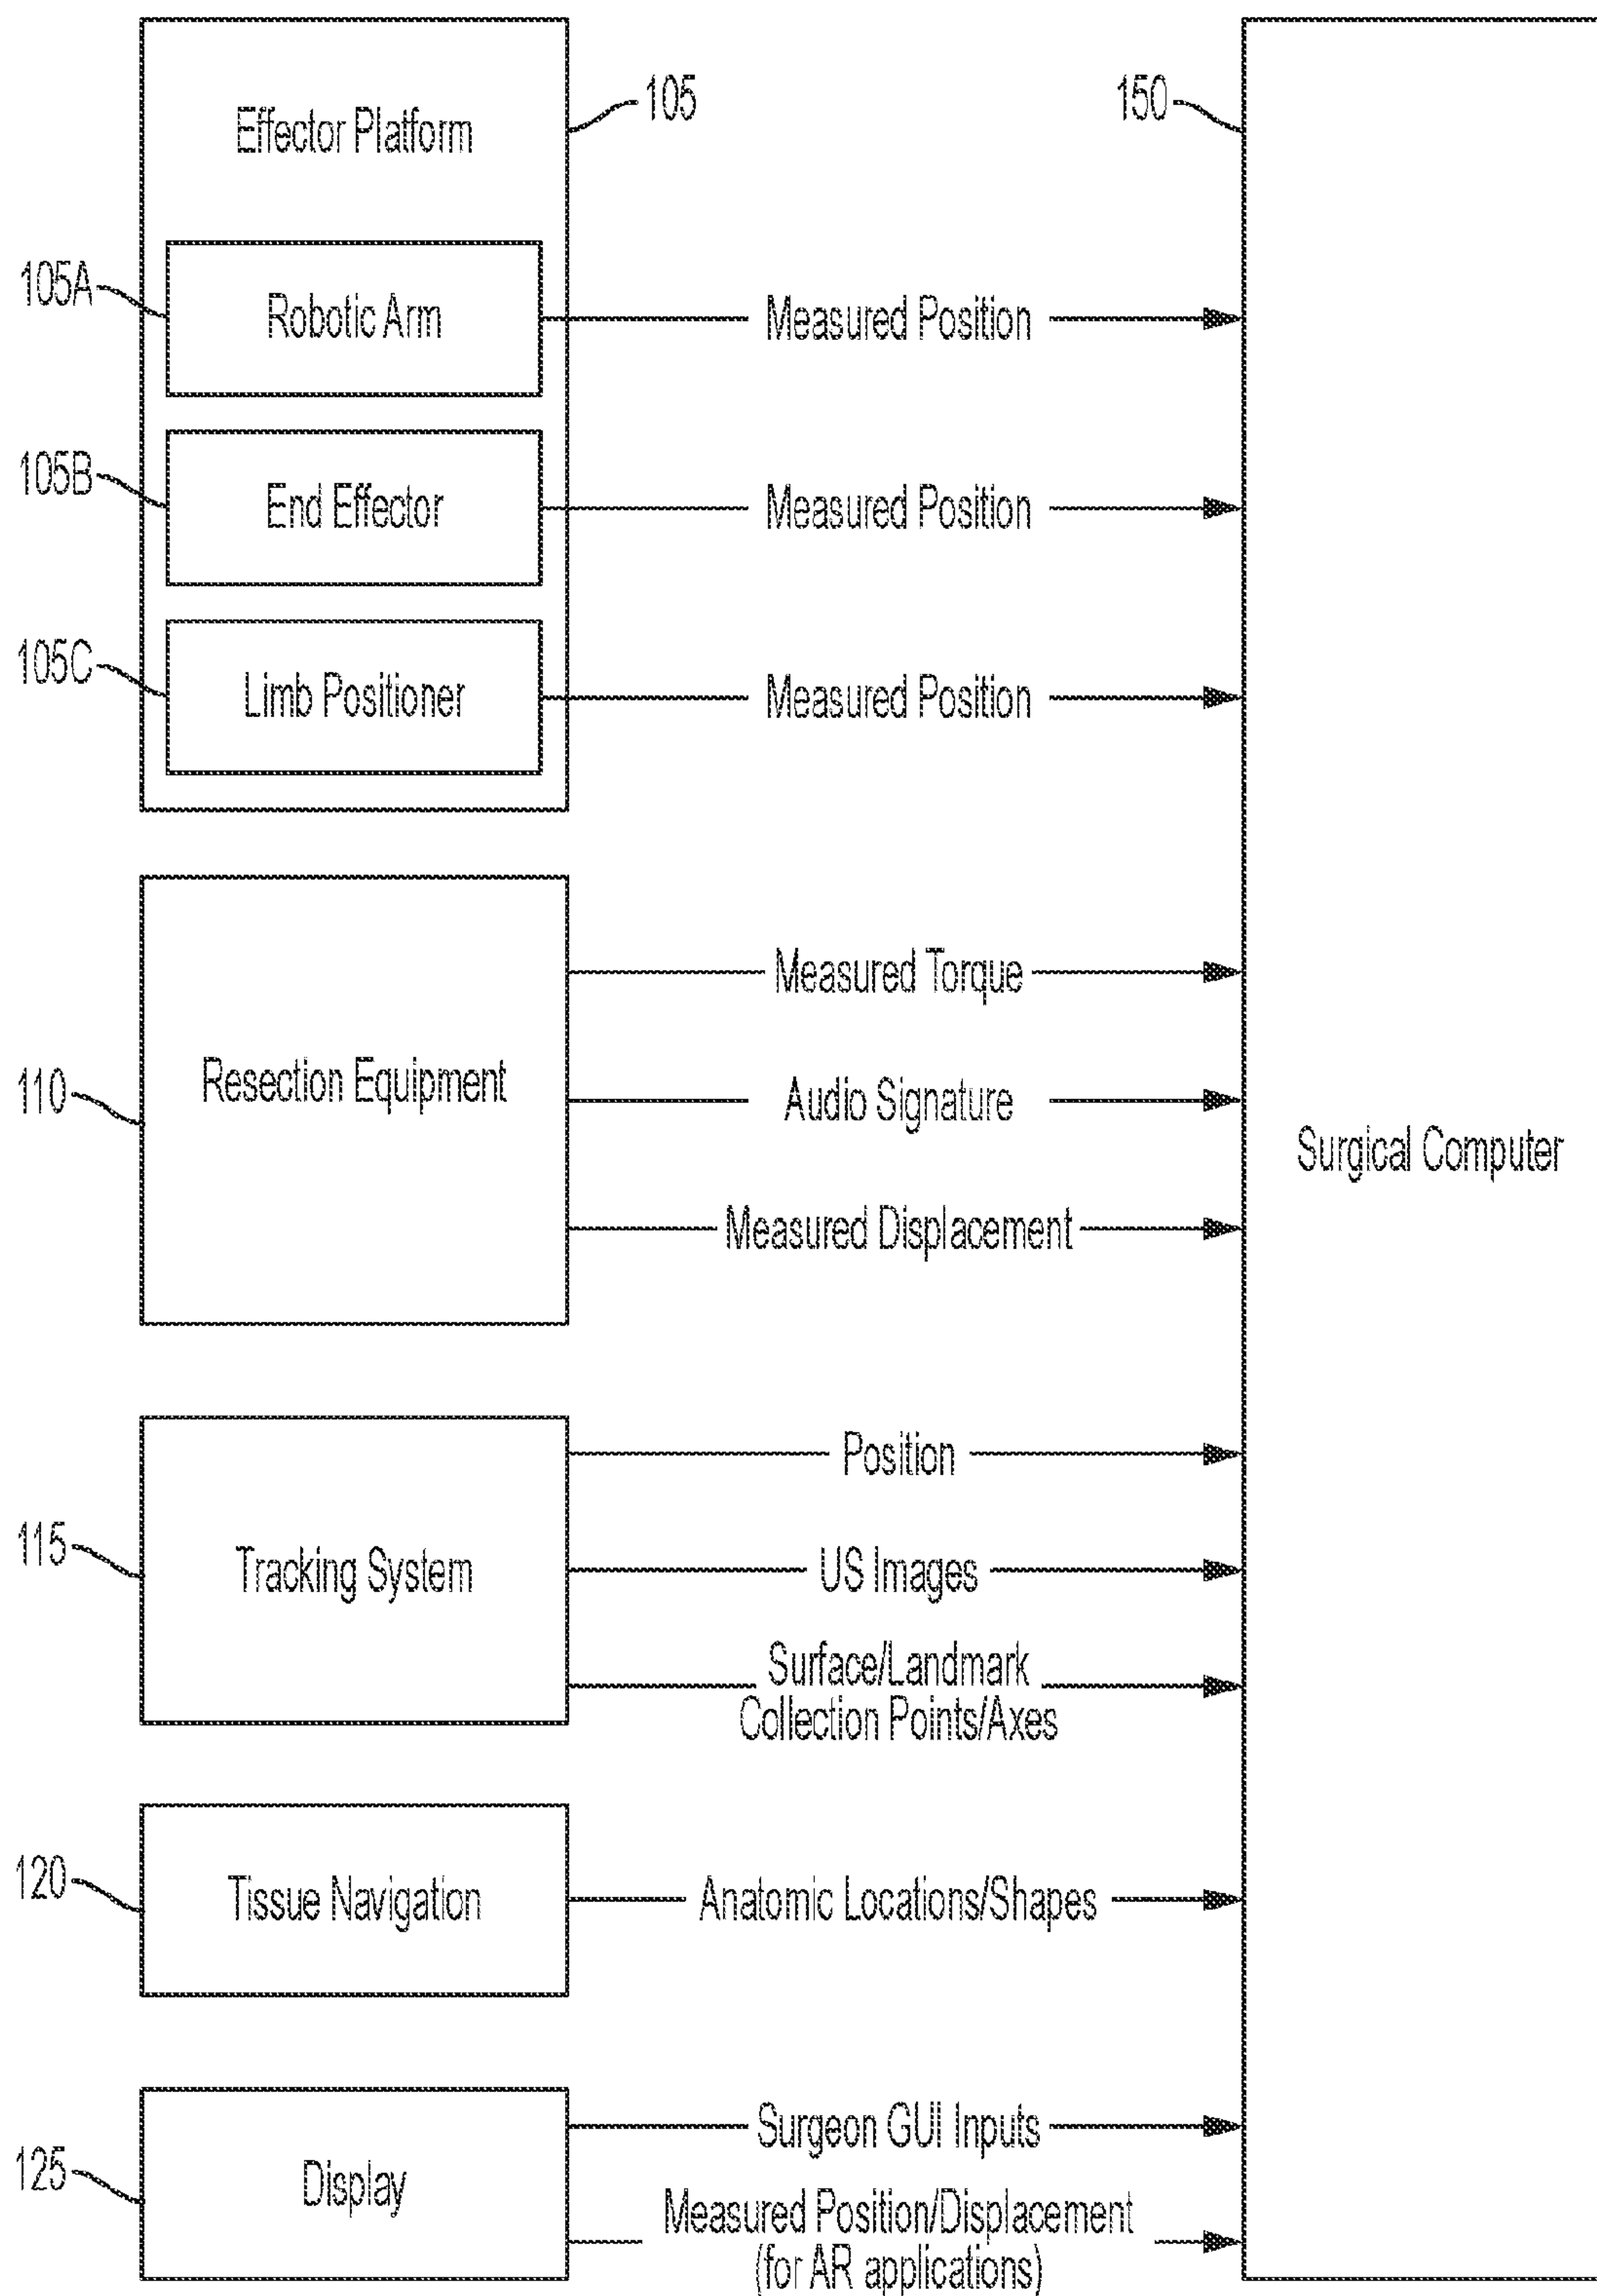 Effector Platform
105
150
105A
Robotic Arm
Measured Position
105B
End Effector
Measured Position
105C
Limb Positioner
Measured Position
Measured Torque
110
Resection Equipment
Audio Signature
Surgical Computer
Measured Displacement
Position
115
Tracking System
US Images
Surface/Landmark
Collection Points/Axes
120
Tissue Navigation
Anatomic Locations/Shapes
Surgeon GUI Inputs
125
Display
Measured Position/Displacement
(for AR applications)